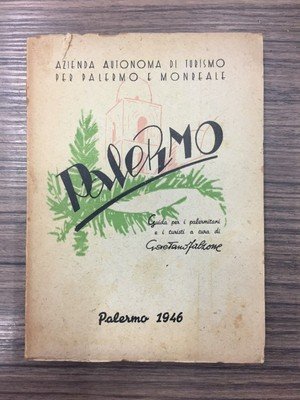 AZIENDA AUTONOMA DI TURISMO
PER PALERMO E MONREALE
PALERMO
Guida per i palermitani
e i turisti a cura di
Gaetano Falzone
Palermo 1946